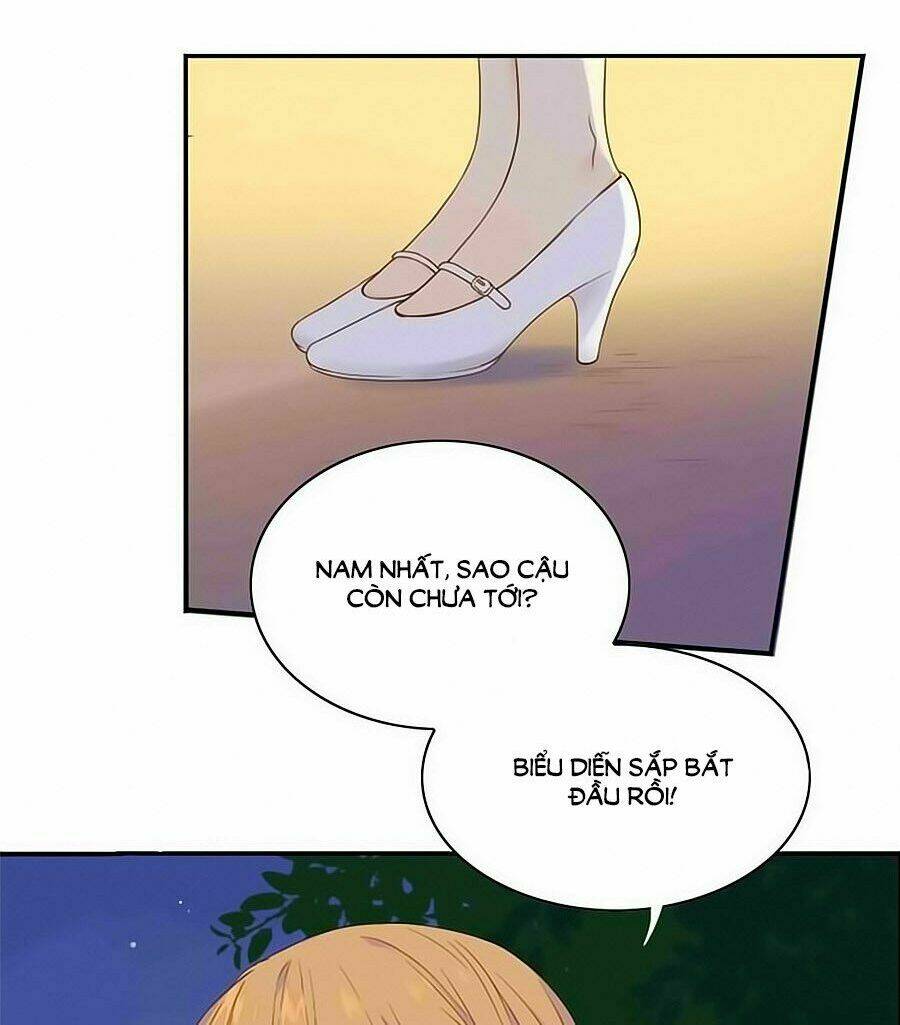 NAM NHẤT, SAO CẬU
CÒN CHƯA TỚI?
BIỂU DIỄN SẮP BẮT
ĐẦU RỒI!